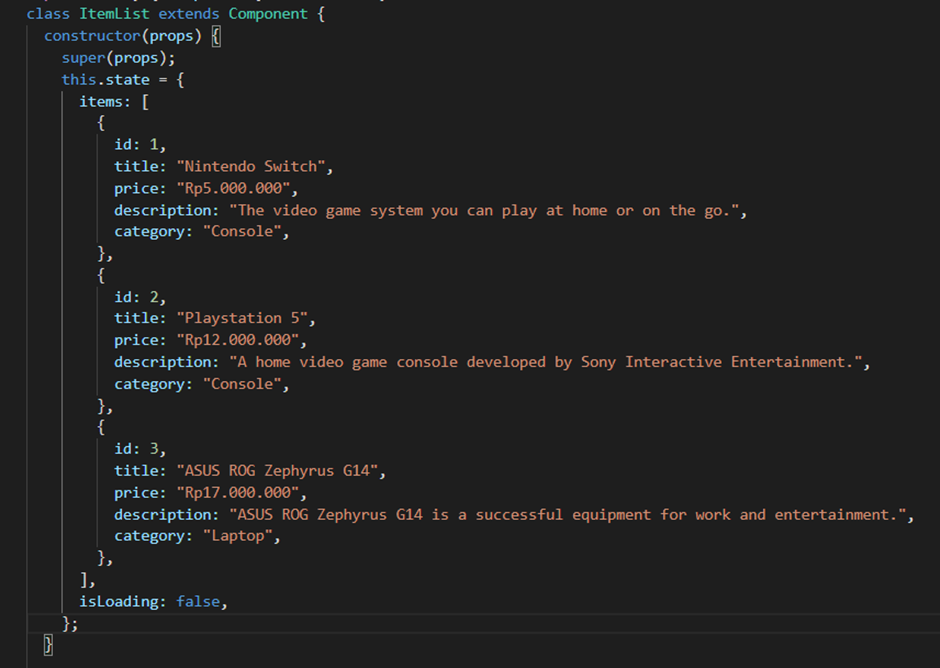 class ItemList extends Component {
constructor(props) {
super(props);
this.state = {
items: [
{
id: 1,
title: "Nintendo Switch",
price: "Rp5.000.000",
description: "The video game system you can play at home or on the go.",
category: "Console",
},
{
id: 2,
title: "Playstation 5",
price: "Rp12.000.000",
description: "A home video game console developed by Sony Interactive Entertainment.",
category: "Console",
},
{
id: 3,
title: "ASUS ROG Zephyrus G14",
price: "Rp17.000.000",
description: "ASUS ROG Zephyrus G14 is a successful equipment for work and entertainment.",
category: "Laptop",
},
],
isLoading: false,
};
}